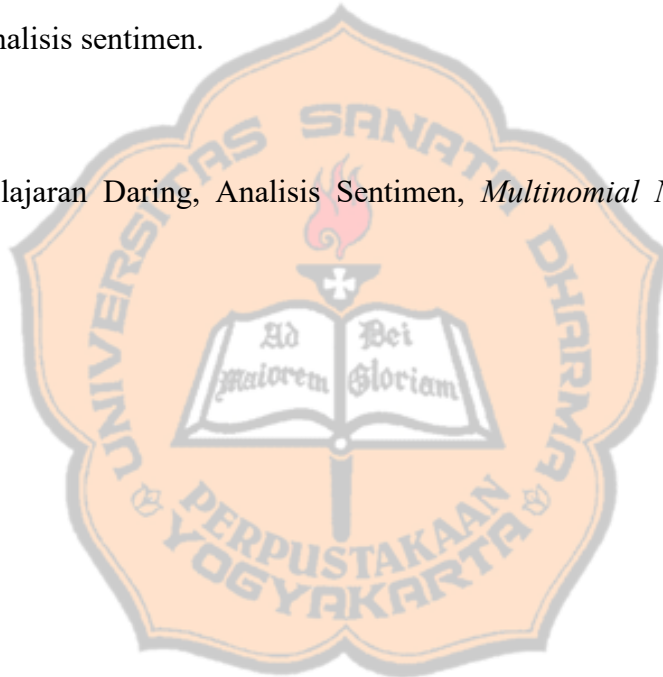 nalisis sentimen.
UNIVERSITAS SANATA DHARMA
lajaran Daring, Analisis Sentimen, Multinomial N
Ad Dei
Maiorem Gloriam
PERPUSTAKAAN
YOGYAKARTA